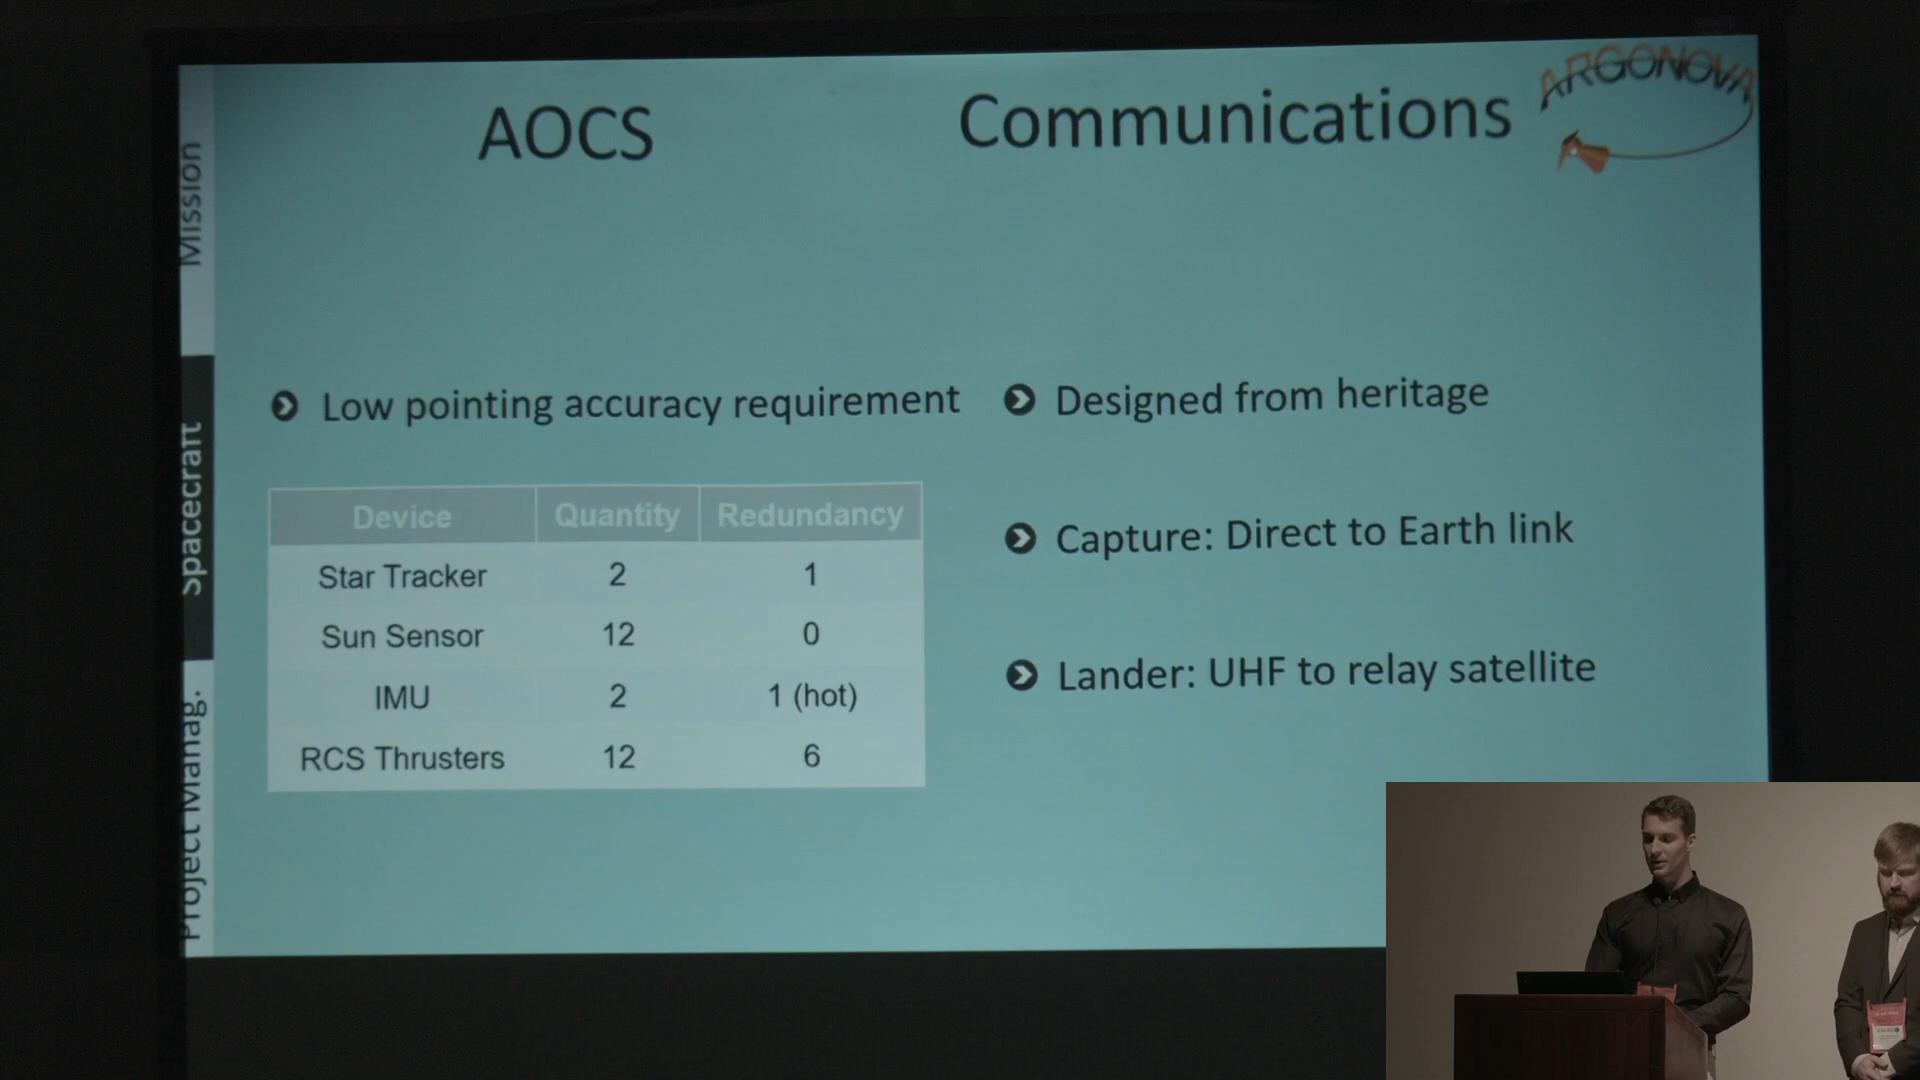 AOCS
Communications
ARGONOVA
Mission
Spacecraft
Project Manag.
Low pointing accuracy requirement
Device Quantity Redundancy
Star Tracker 2 1
Sun Sensor 12 0
IMU 2 1 (hot)
RCS Thrusters 12 6
Designed from heritage
Capture: Direct to Earth link
Lander: UHF to relay satellite